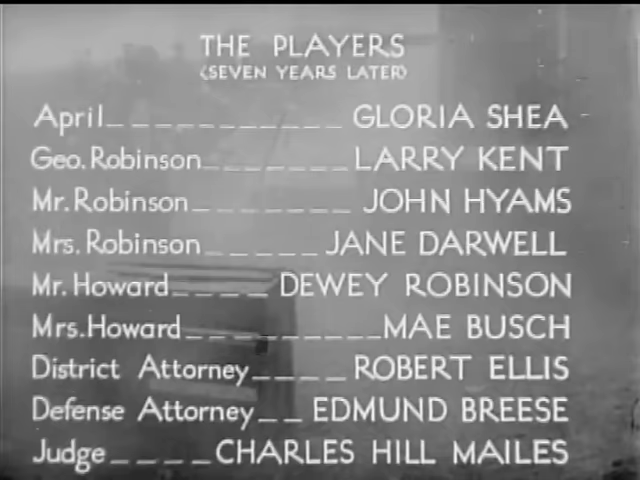 THE PLAYERS
(SEVEN YEARS LATER)
April___________GLORIA SHEA
Geo. Robinson_______LARRY KENT
Mr. Robinson_______JOHN HYAMS
Mrs. Robinson_____JANE DARWELL
Mr. Howard____DEWEY ROBINSON
Mrs. Howard_________MAE BUSCH
District Attorney____ROBERT ELLIS
Defense Attorney__EDMUND BREESE
Judge____CHARLES HILL MAILES